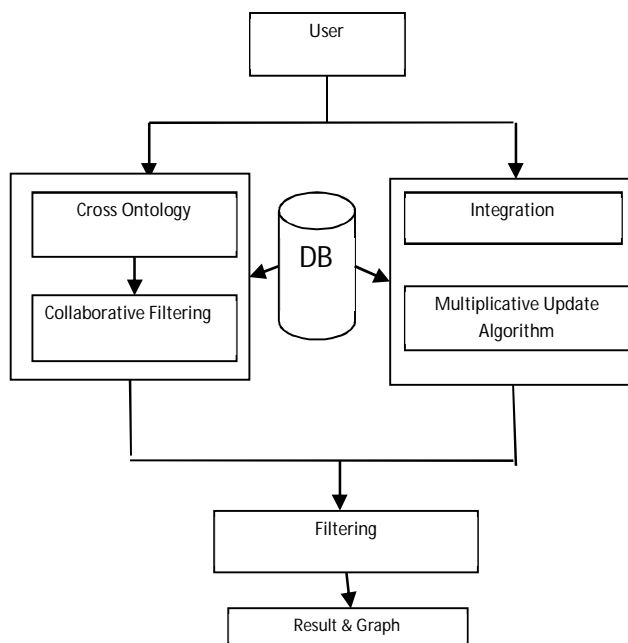 User
Cross Ontology
Collaborative Filtering
DB
Integration
Multiplicative Update
Algorithm
Filtering
Result & Graph